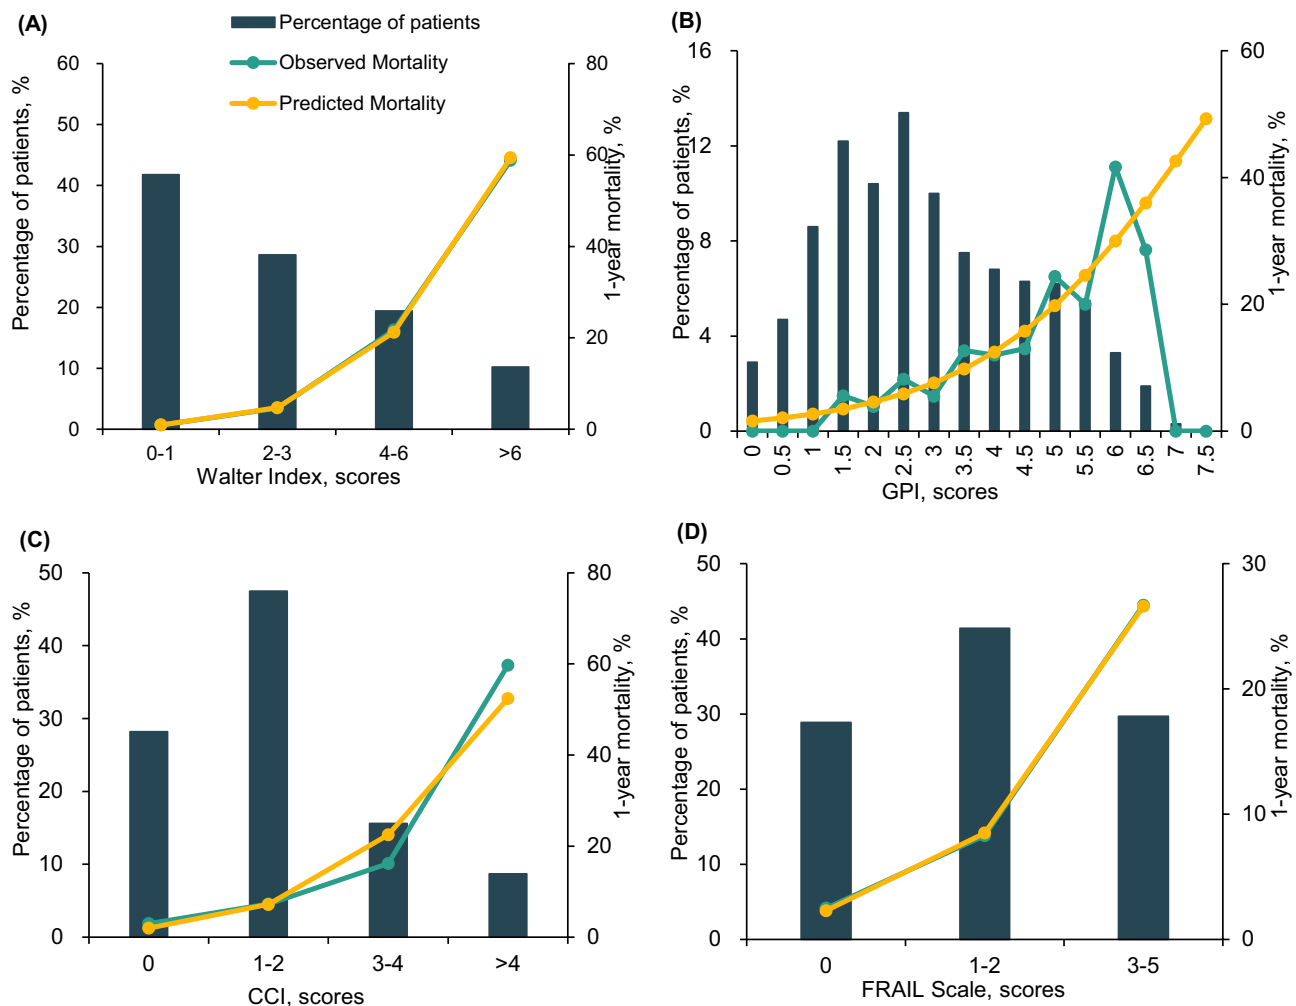 (A)
Percentage of patients
Observed Mortality
Predicted Mortality
60
50
40
30
20
10
0
Percentage of patients, %
80
60
40
20
0
1-year mortality, %
0-1 2-3 4-6 >6
Walter Index, scores
(B)
16
12
8
4
0
Percentage of patients, %
60
40
20
0
1-year mortality, %
0 0.5 1 1.5 2 2.5 3 3.5 4 4.5 5 5.5 6 6.5 7 7.5
GPI, scores
(C)
50
40
30
20
10
0
Percentage of patients, %
80
60
40
20
0
1-year mortality, %
0 1-2 3-4 >4
CCI, scores
(D)
50
40
30
20
10
0
Percentage of patients, %
30
20
10
0
1-year mortality, %
0 1-2 3-5
FRAIL Scale, scores